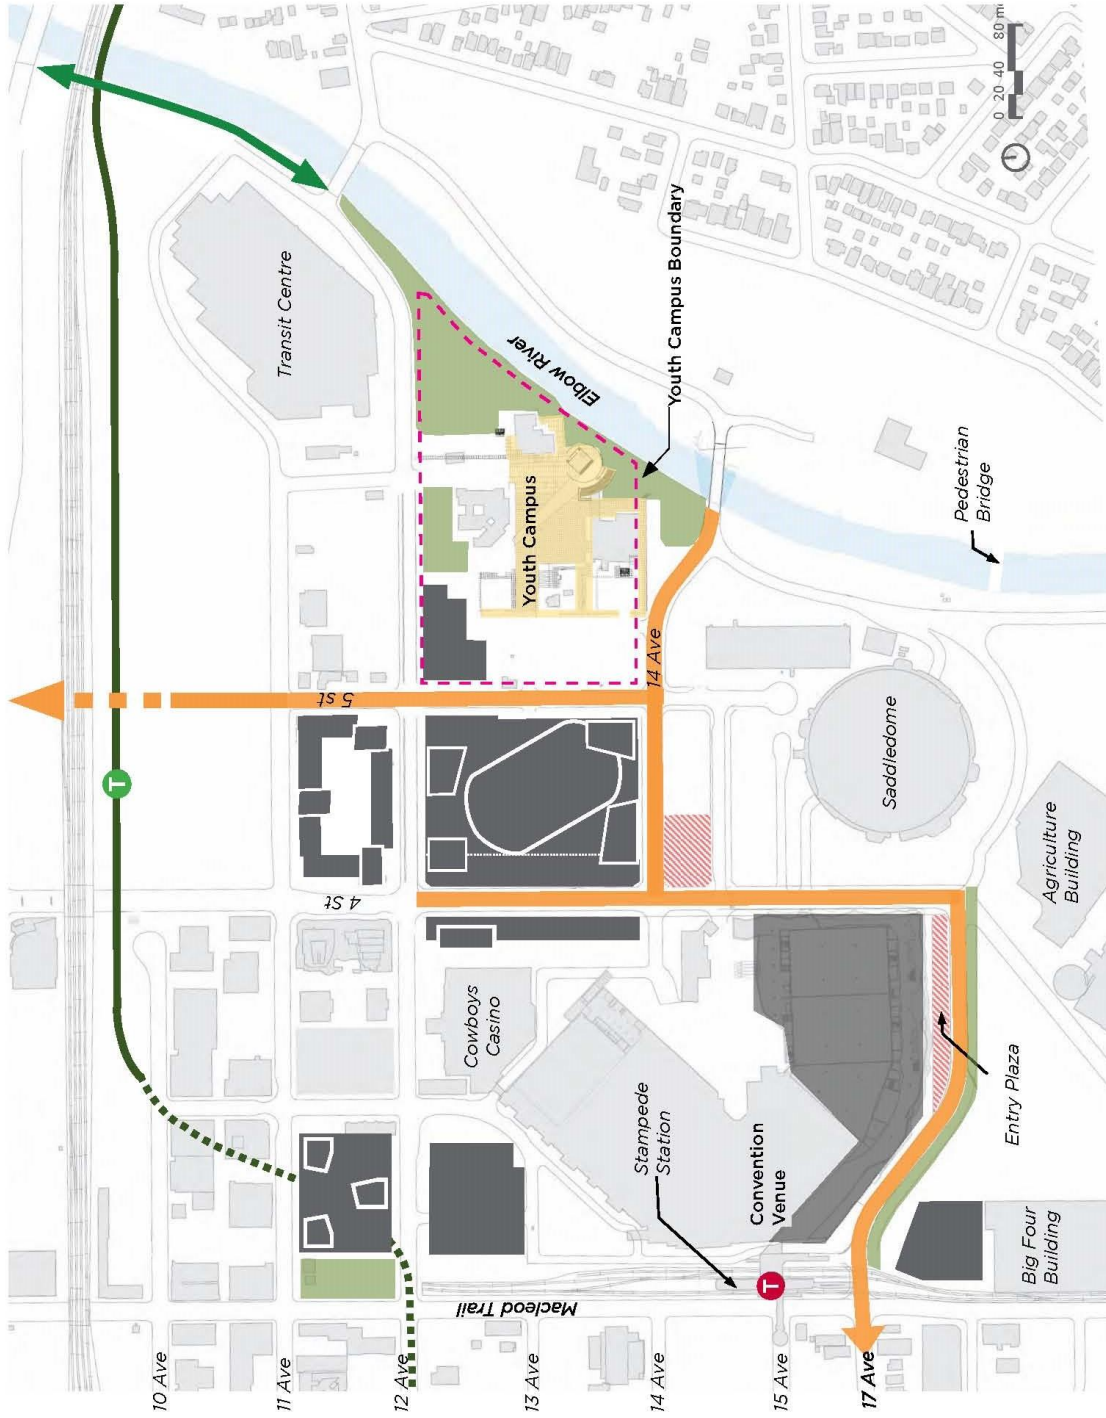 0 20 40 80 m
Transit Centre
Youth Campus Boundary
Elbow River
Youth Campus
Pedestrian
Bridge
5 st
14 Ave
T
Saddledome
4 St
Agriculture
Building
Cowboys
Casino
Stampede
Station
Convention
Venue
Entry Plaza
Big Four
Building
T
Macleod Trail
10 Ave
11 Ave
12 Ave
13 Ave
14 Ave
15 Ave
17 Ave